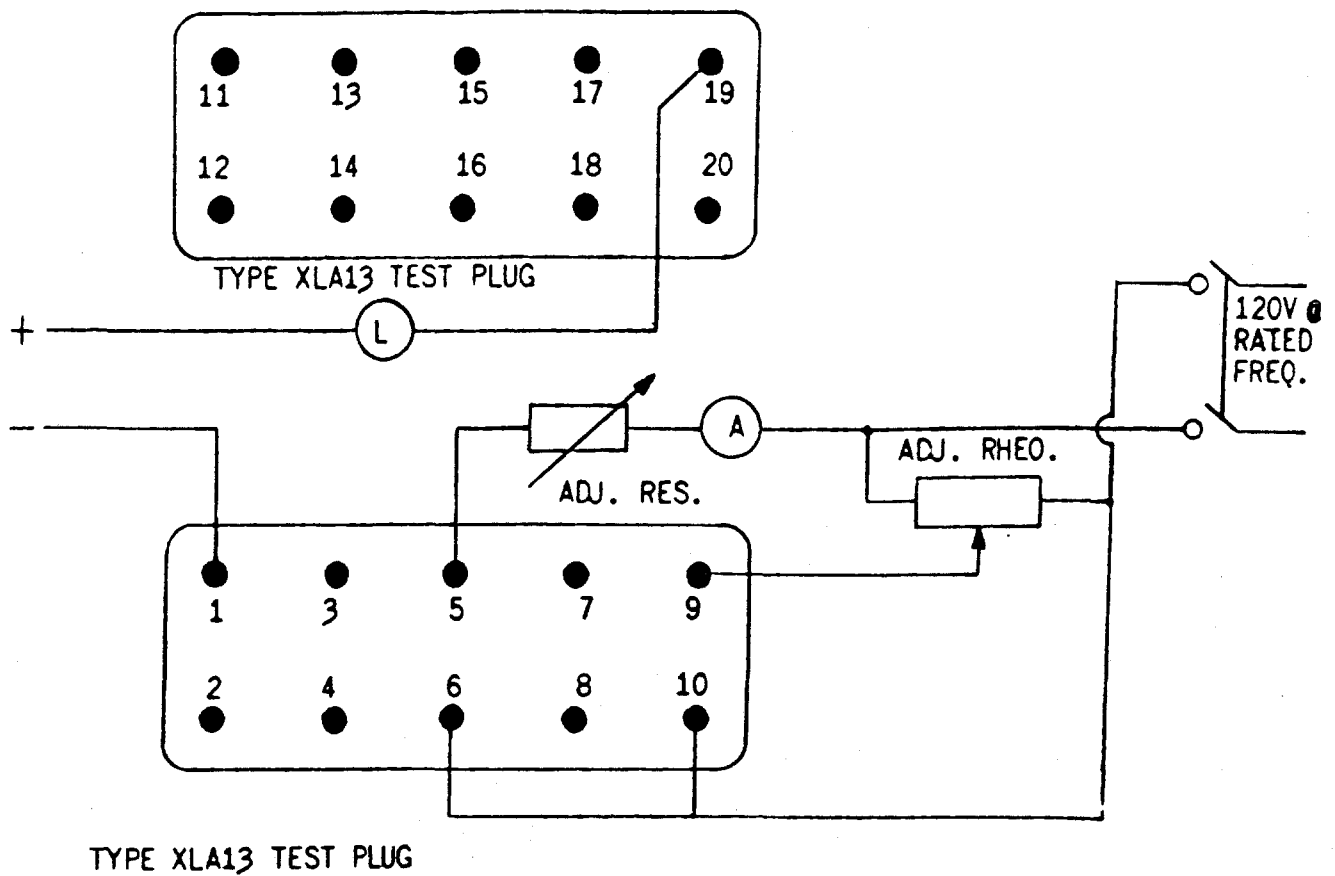 11 13 15 17 19
12 14 16 18 20
TYPE XLA13 TEST PLUG
+
L
120V @
RATED
FREQ.
−
A
ADJ. RHEO.
ADJ. RES.
1 3 5 7 9
2 4 6 8 10
TYPE XLA13 TEST PLUG